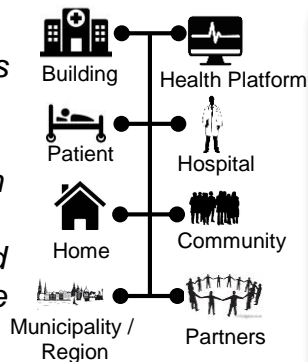 s
Building
Health Platform
Patient
n
Hospital
Home
d
Community
e
Municipality /
Region
Partners